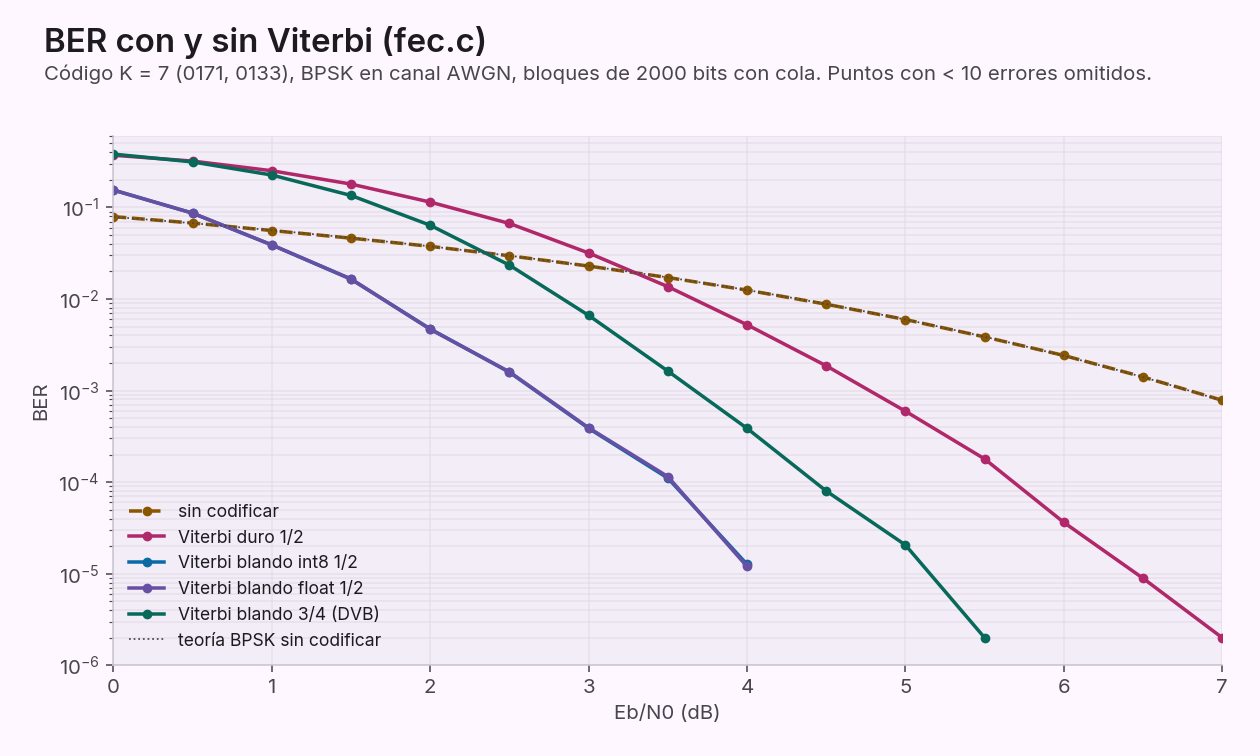 BER con y sin Viterbi (fec.c)
Código K = 7 (0171, 0133), BPSK en canal AWGN, bloques de 2000 bits con cola. Puntos con < 10 errores omitidos.
BER
10⁻¹
10⁻²
10⁻³
10⁻⁴
10⁻⁵
10⁻⁶
sin codificar
Viterbi duro 1/2
Viterbi blando int8 1/2
Viterbi blando float 1/2
Viterbi blando 3/4 (DVB)
teoría BPSK sin codificar
0 1 2 3 4 5 6 7
Eb/N0 (dB)